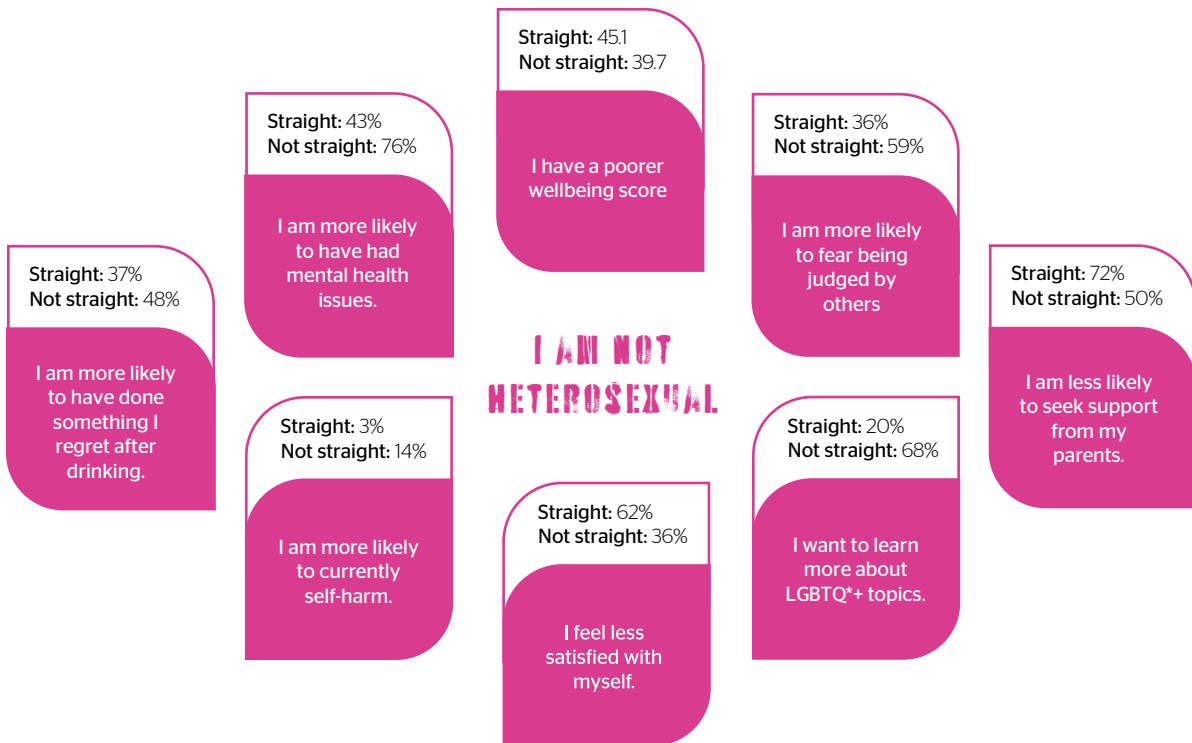 Straight: 45.1
Not straight: 39.7
I have a poorer
wellbeing score
Straight: 43%
Not straight: 76%
I am more likely
to have had
mental health
issues.
Straight: 36%
Not straight: 59%
I am more likely
to fear being
judged by
others
Straight: 37%
Not straight: 48%
I am more likely
to have done
something I
regret after
drinking.
Straight: 72%
Not straight: 50%
I am less likely
to seek support
from my
parents.
I AM NOT
HETEROSEXUAL
Straight: 3%
Not straight: 14%
I am more likely
to currently
self-harm.
Straight: 20%
Not straight: 68%
I want to learn
more about
LGBTQ*+ topics.
Straight: 62%
Not straight: 36%
I feel less
satisfied with
myself.